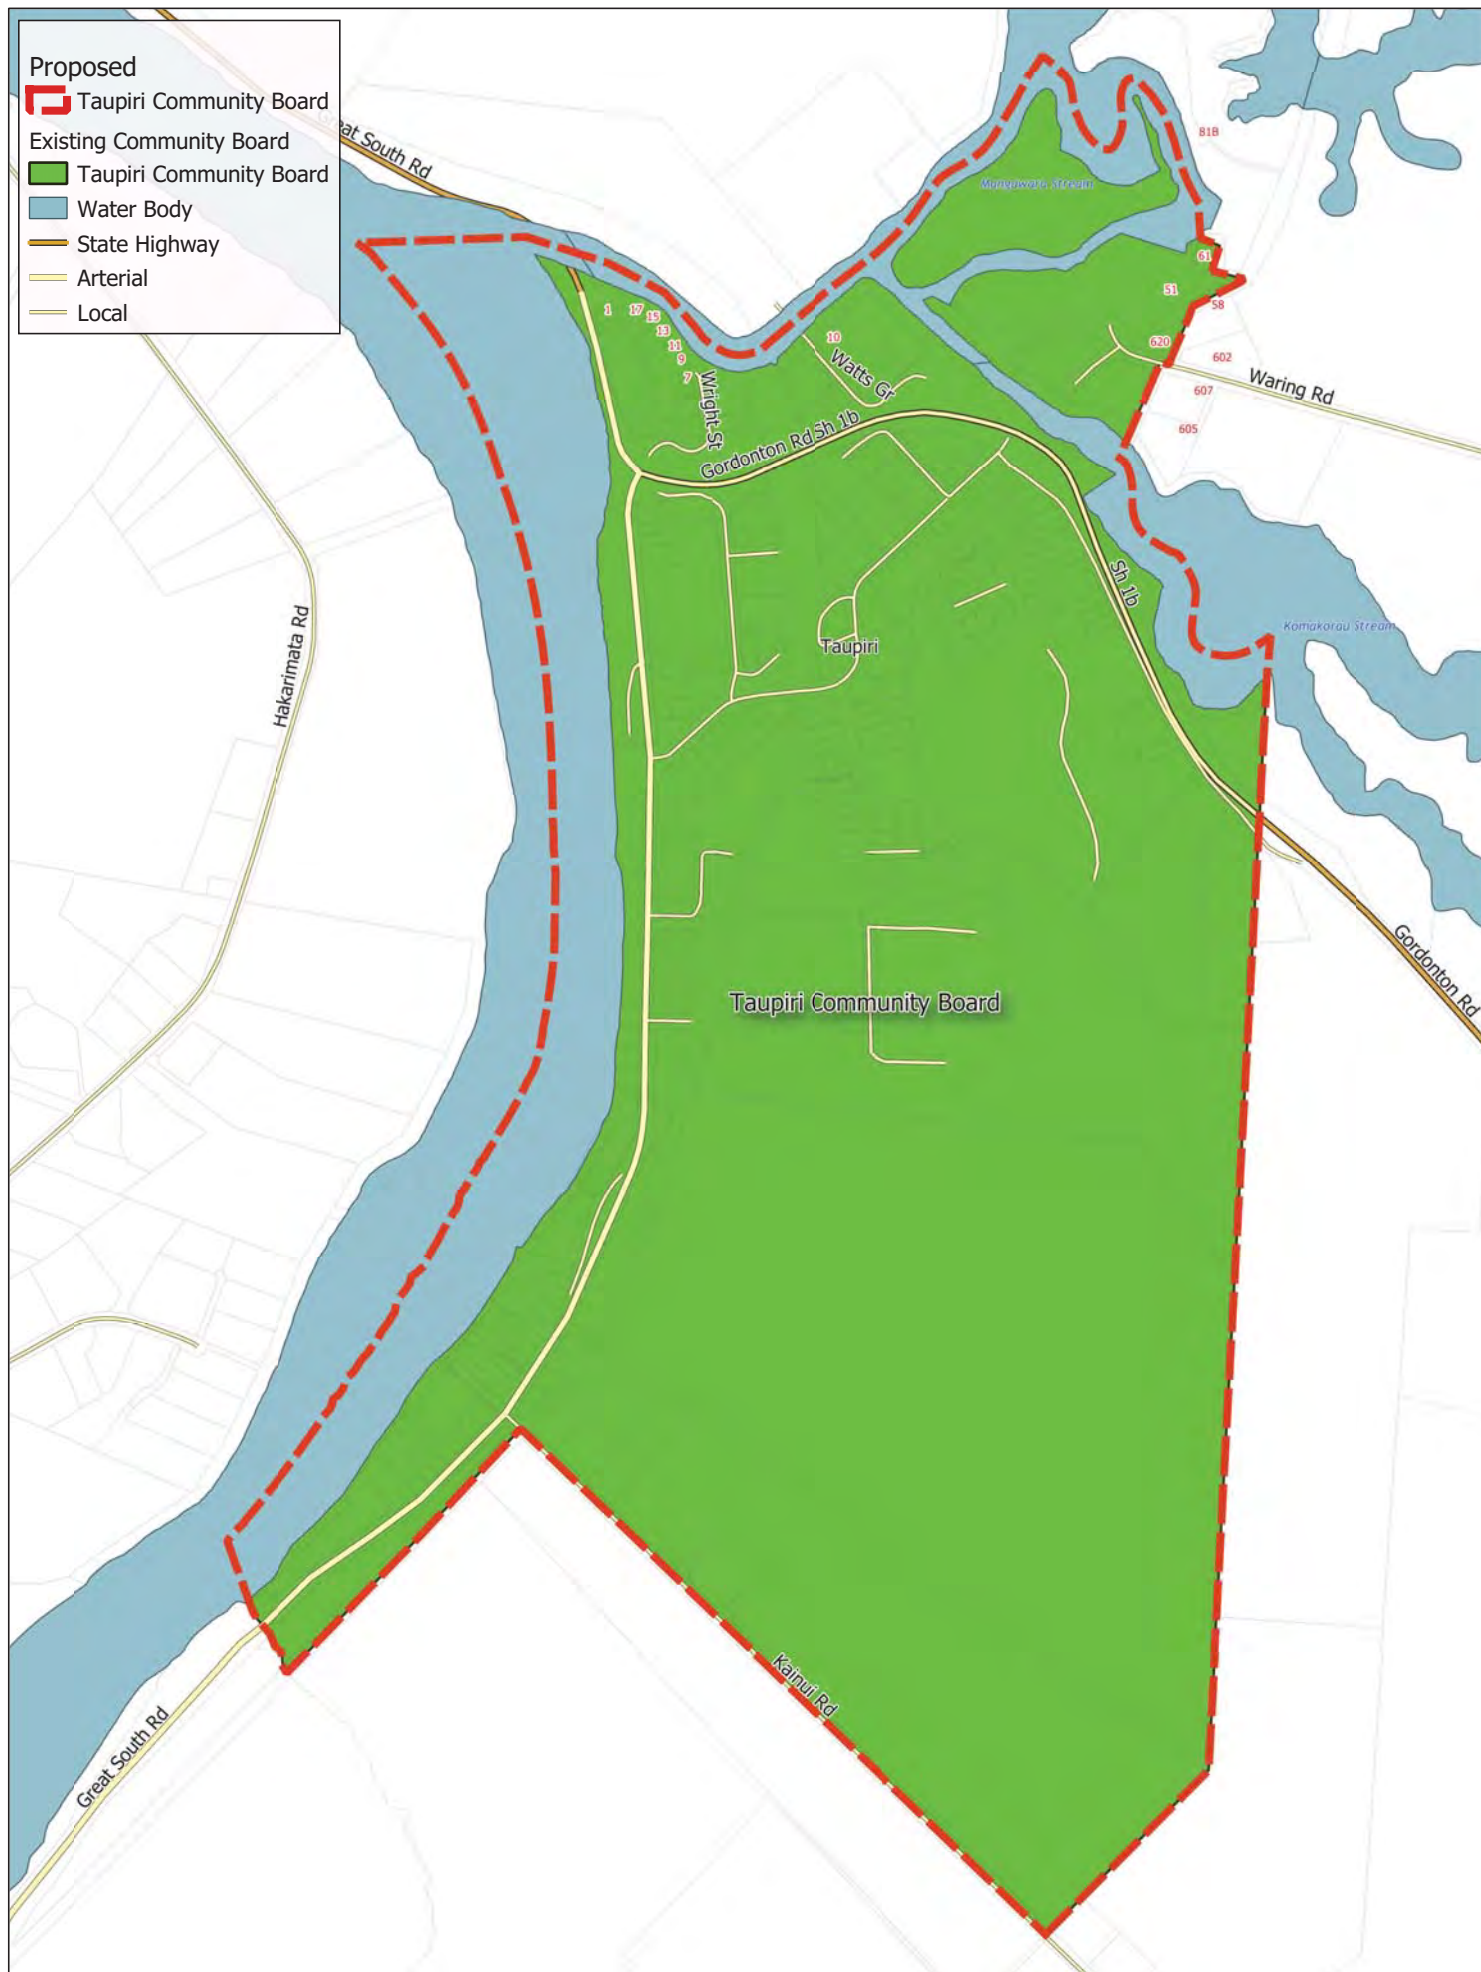 Proposed
Taupiri Community Board
Existing Community Board
Taupiri Community Board
Water Body
State Highway
Arterial
Local
eat South Rd
81B
Mangawara Stream
61
51
58
1
17
15
13
11
9
7
10
620
602
607
605
Waring Rd
Watts Gr
Wright St
Gordonton Rd Sh 1b
Sh 1b
Hakarimata Rd
Taupiri
Komakorau Stream
Gordonton Rd
Taupiri Community Board
Kainui Rd
Great South Rd